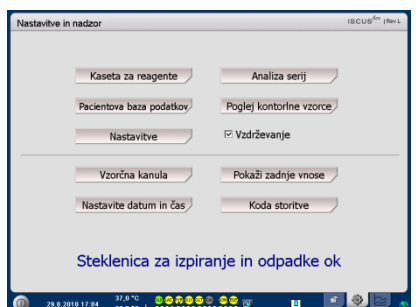 Nastavitve in nadzor
Kaseta za reagente
Analiza serij
Pacientova baza podatkov
Poglej kontorlne vzorce
Nastavitve
Vzdrževanje
Vzorčna kanula
Pokaži zadnje vnose
Nastavite datum in čas
Koda storitve
Steklenica za izpiranje in odpadke ok
29.8.2018 17:04
37,0 °C